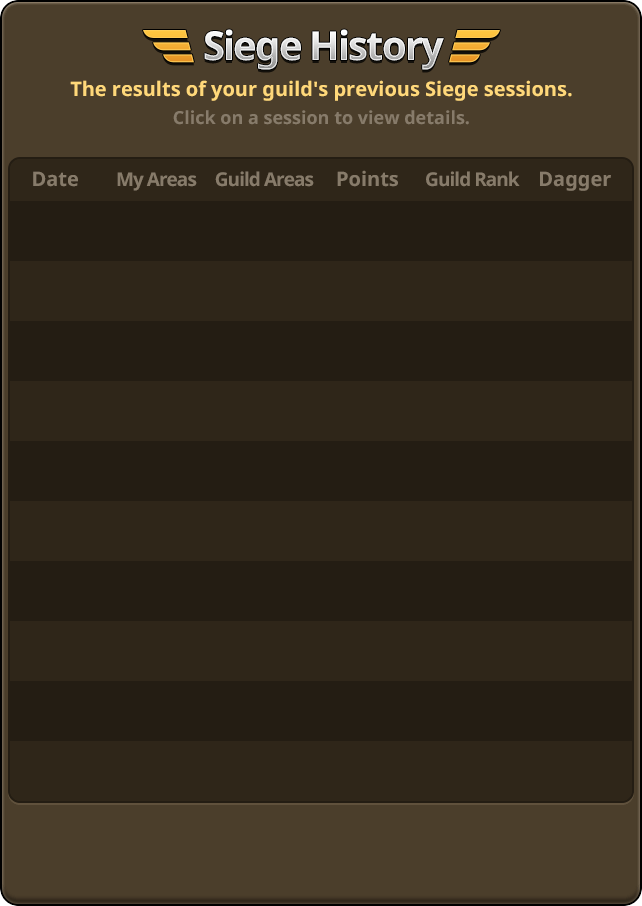 Siege History
The results of your guild's previous Siege sessions.
Click on a session to view details.
Date My Areas Guild Areas Points Guild Rank Dagger